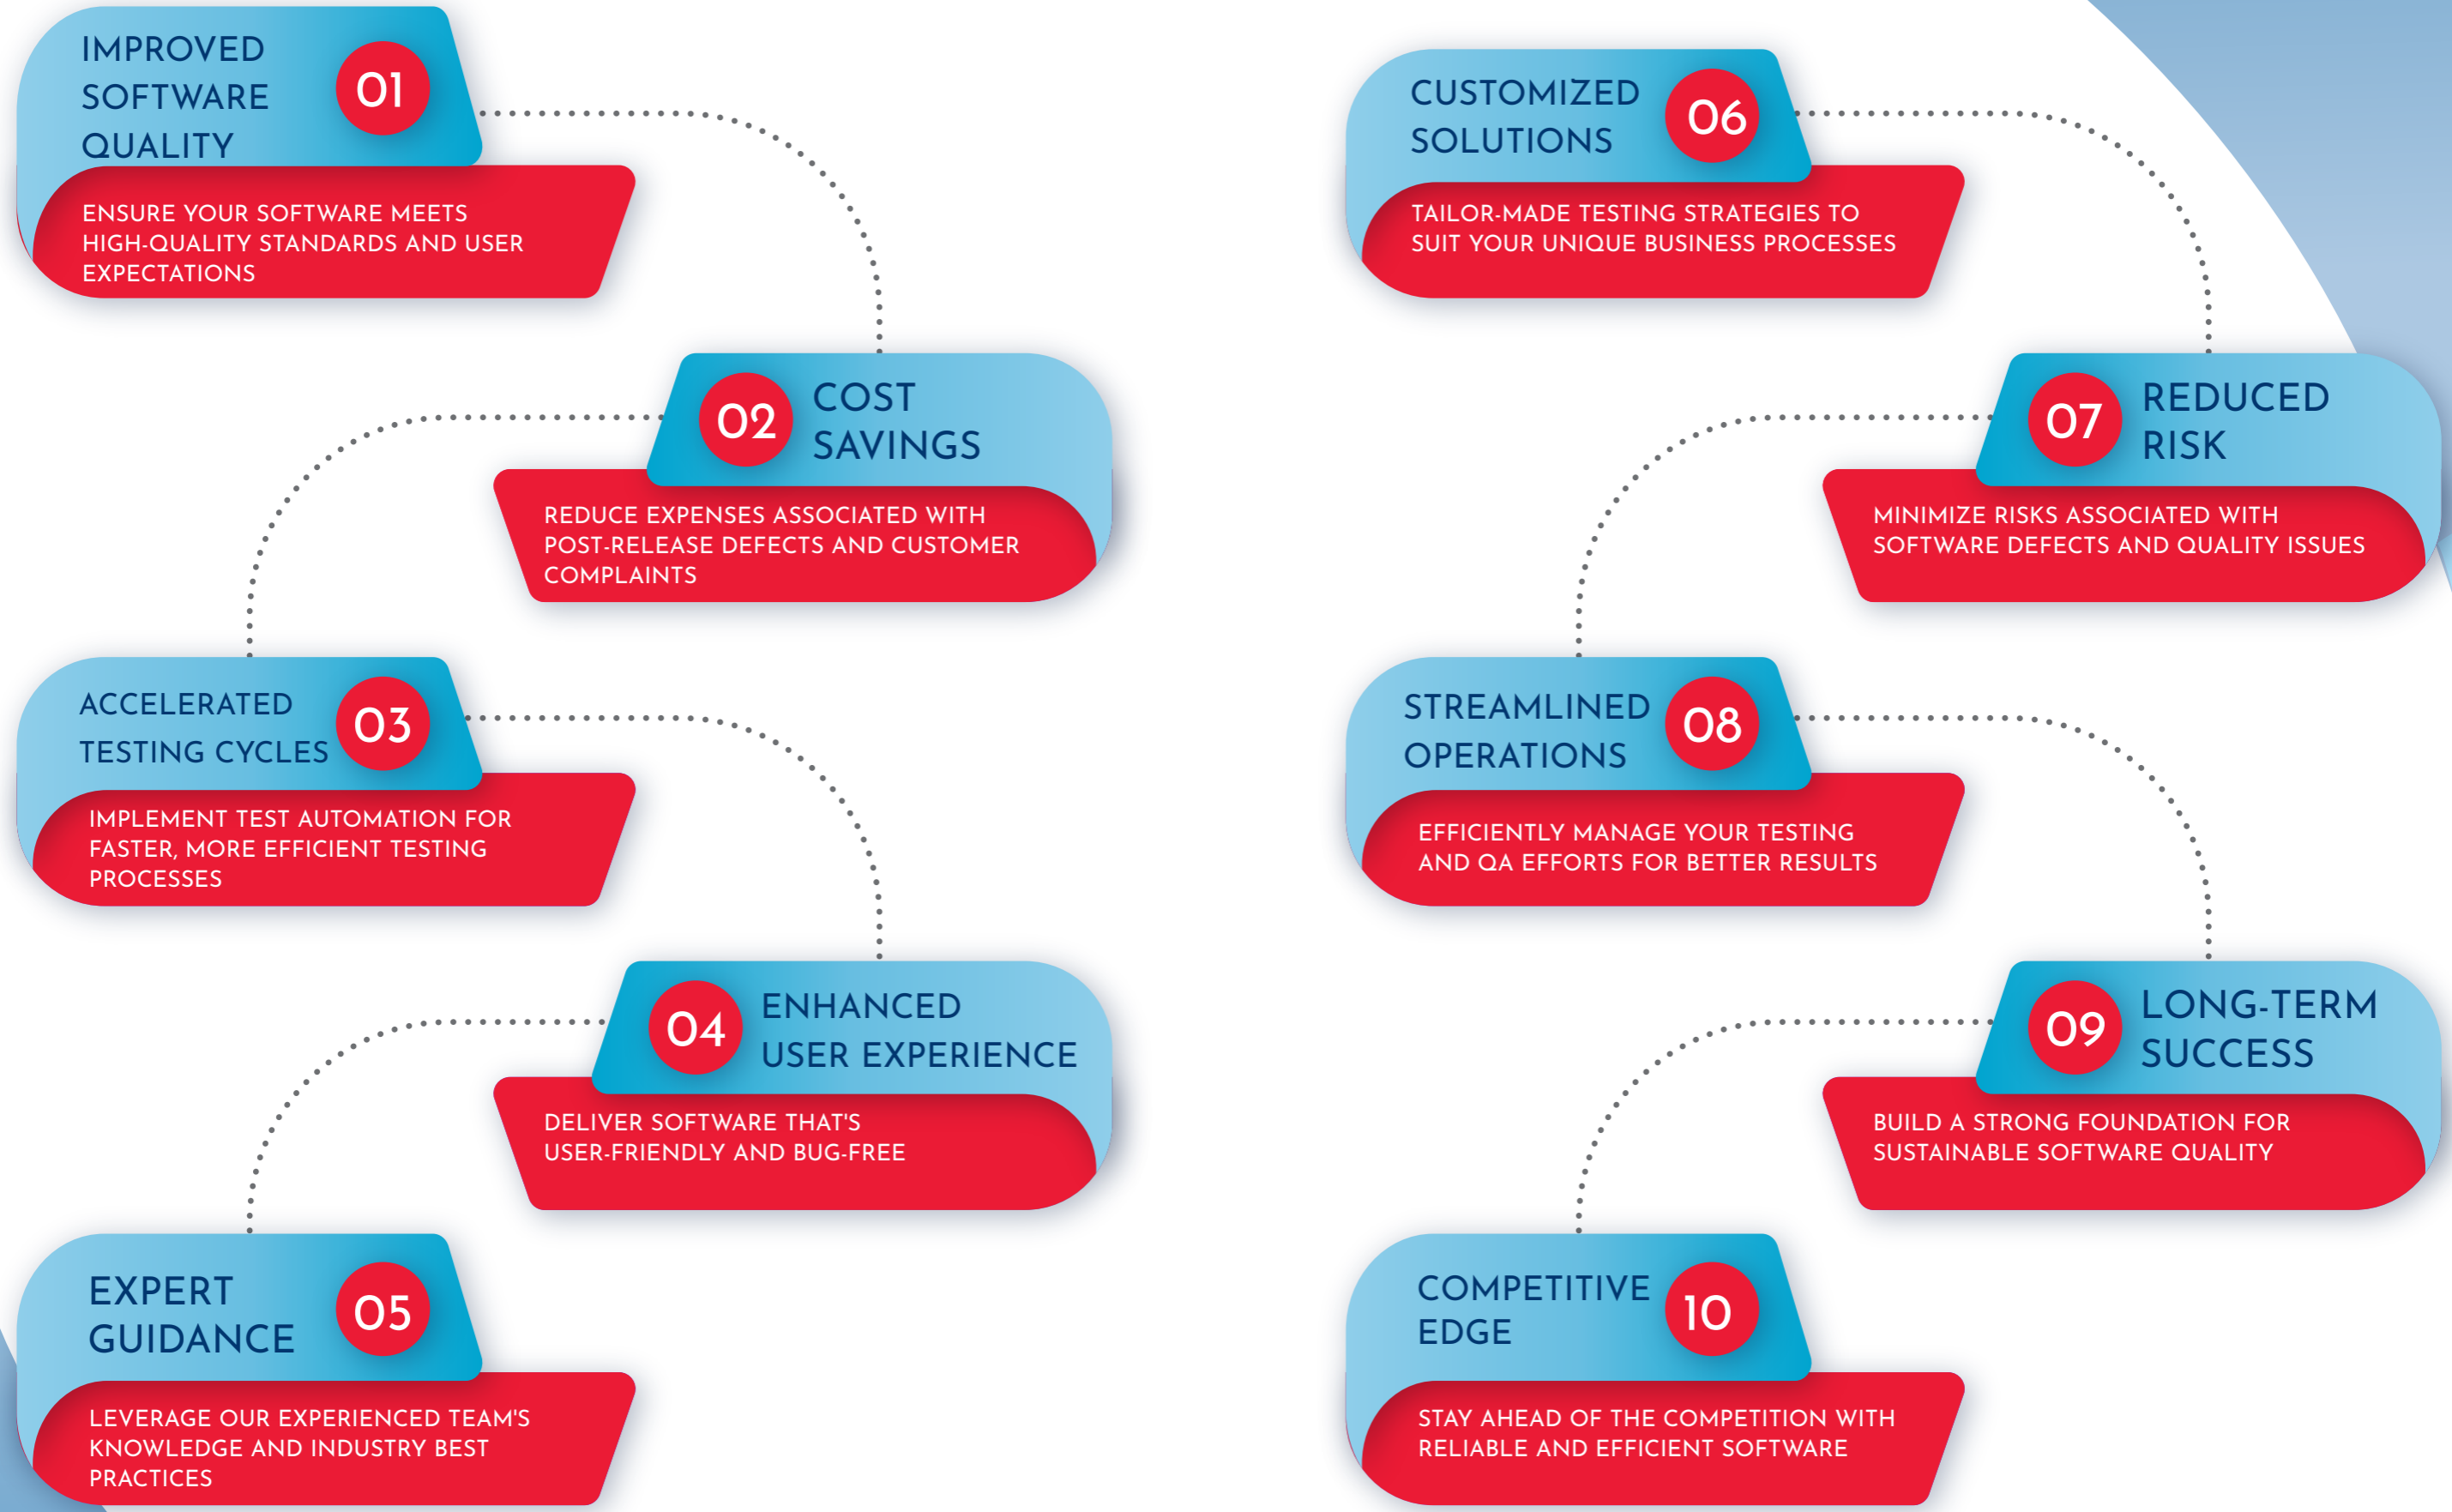 IMPROVED
SOFTWARE
QUALITY
01
ENSURE YOUR SOFTWARE MEETS
HIGH-QUALITY STANDARDS AND USER
EXPECTATIONS
02
COST
SAVINGS
REDUCE EXPENSES ASSOCIATED WITH
POST-RELEASE DEFECTS AND CUSTOMER
COMPLAINTS
ACCELERATED
TESTING CYCLES
03
IMPLEMENT TEST AUTOMATION FOR
FASTER, MORE EFFICIENT TESTING
PROCESSES
04
ENHANCED
USER EXPERIENCE
DELIVER SOFTWARE THAT'S
USER-FRIENDLY AND BUG-FREE
EXPERT
GUIDANCE
05
LEVERAGE OUR EXPERIENCED TEAM'S
KNOWLEDGE AND INDUSTRY BEST
PRACTICES
CUSTOMIZED
SOLUTIONS
06
TAILOR-MADE TESTING STRATEGIES TO
SUIT YOUR UNIQUE BUSINESS PROCESSES
07
REDUCED
RISK
MINIMIZE RISKS ASSOCIATED WITH
SOFTWARE DEFECTS AND QUALITY ISSUES
STREAMLINED
OPERATIONS
08
EFFICIENTLY MANAGE YOUR TESTING
AND QA EFFORTS FOR BETTER RESULTS
09
LONG-TERM
SUCCESS
BUILD A STRONG FOUNDATION FOR
SUSTAINABLE SOFTWARE QUALITY
COMPETITIVE
EDGE
10
STAY AHEAD OF THE COMPETITION WITH
RELIABLE AND EFFICIENT SOFTWARE